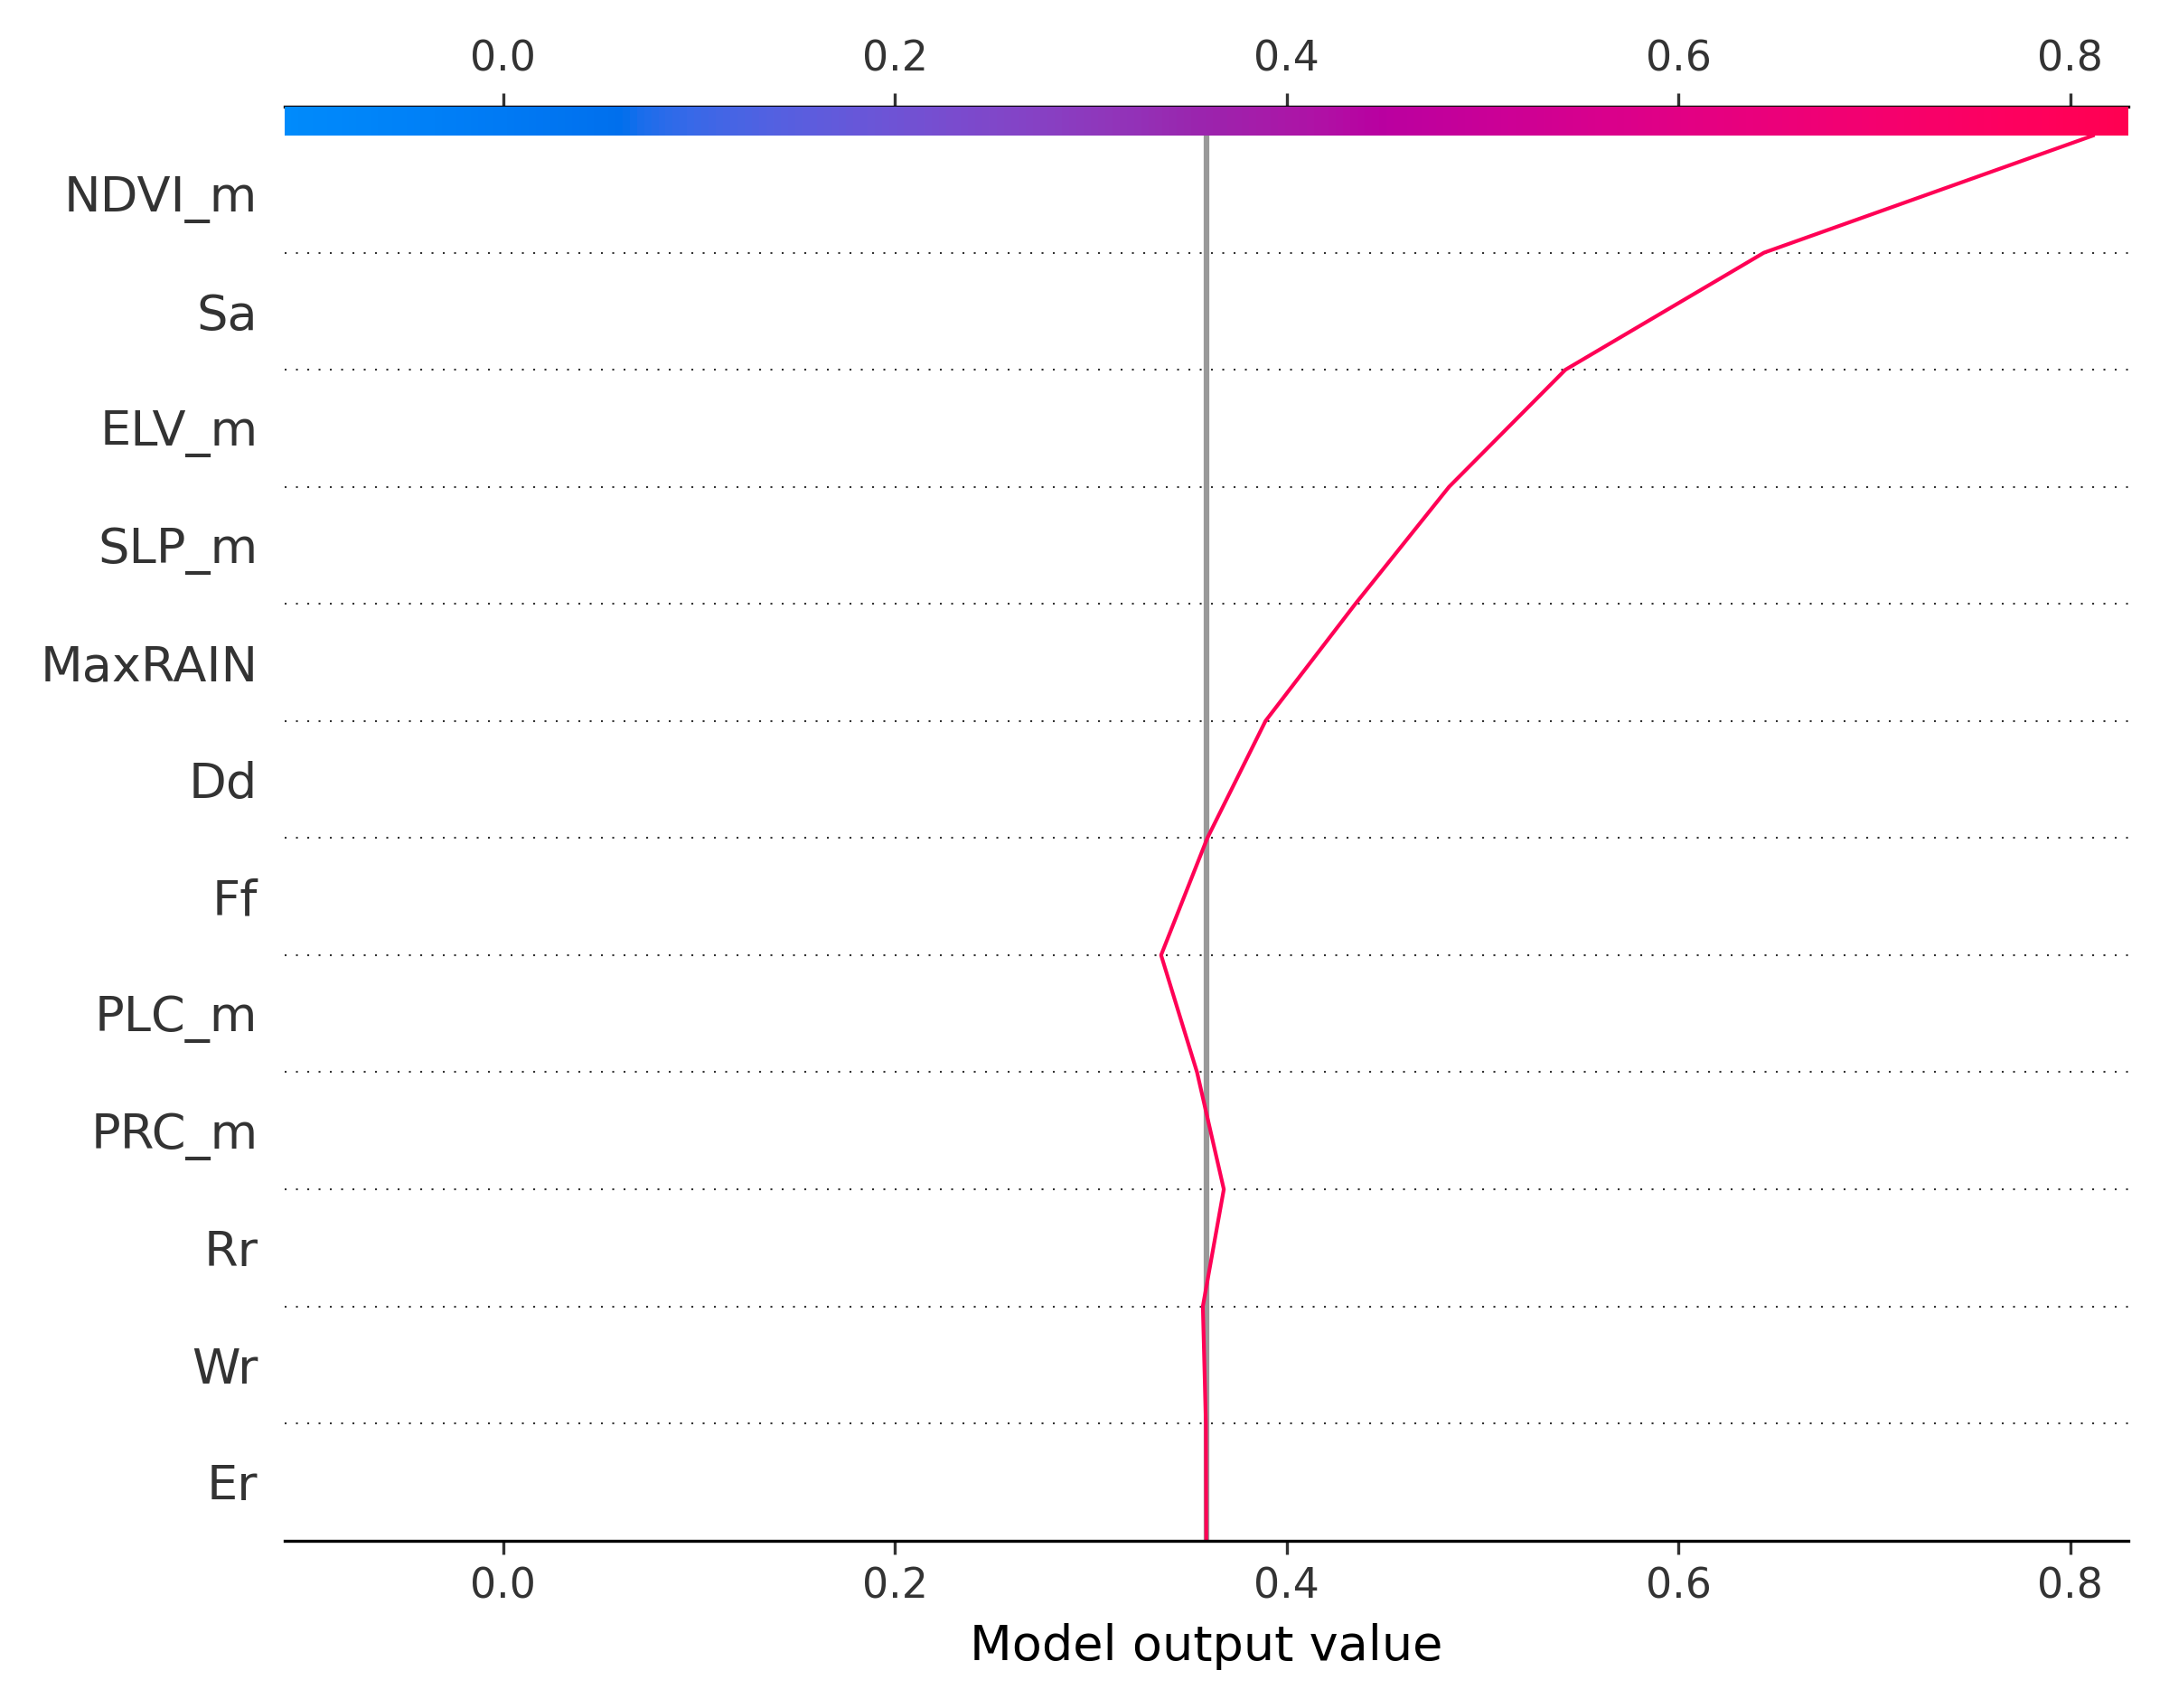 0.0 0.2 0.4 0.6 0.8
NDVI_m
Sa
ELV_m
SLP_m
MaxRAIN
Dd
Ff
PLC_m
PRC_m
Rr
Wr
Er
0.0 0.2 0.4 0.6 0.8
Model output value